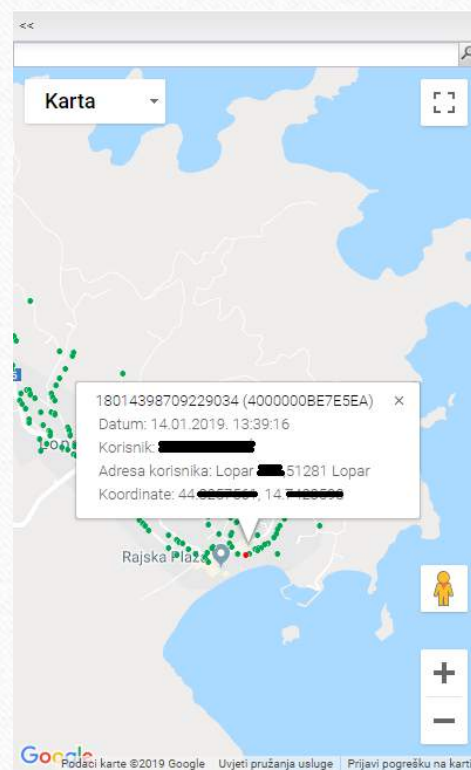 <<
Karta
18014398709229034 (4000000BE7E5EA) ×
Datum: 14.01.2019. 13:39:16
Korisnik:
Adresa korisnika: Lopar ,51281 Lopar
Koordinate: 44. , 14.
Rajska Plaža
Google
Podaci karte ©2019 Google Uvjeti pružanja usluge Prijavi pogrešku na karti